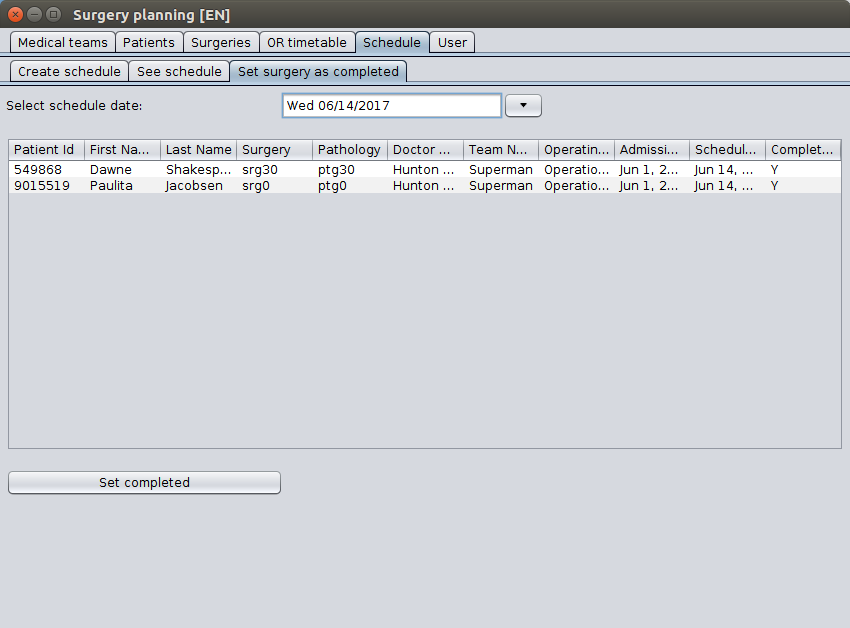 Surgery planning [EN]
Medical teams Patients Surgeries OR timetable Schedule User
Create schedule See schedule Set surgery as completed
Select schedule date: Wed 06/14/2017
Patient Id First Na... Last Name Surgery Pathology Doctor ... Team N... Operatin... Admissi... Schedul... Complet...
549868 Dawne Shakesp... srg30 ptg30 Hunton ... Superman Operatio... Jun 1, 2... Jun 14, ... Y
9015519 Paulita Jacobsen srg0 ptg0 Hunton ... Superman Operatio... Jun 1, 2... Jun 14, ... Y
Set completed